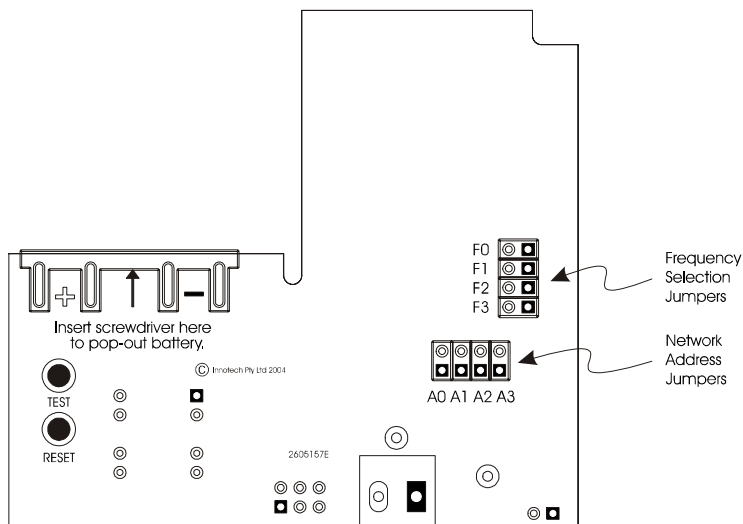 F0
F1
F2
F3
Frequency
Selection
Jumpers
+ −
Insert screwdriver here
to pop-out battery.
© Innotech Pty Ltd 2004
Network
Address
Jumpers
TEST
A0 A1 A2 A3
RESET
2605157E